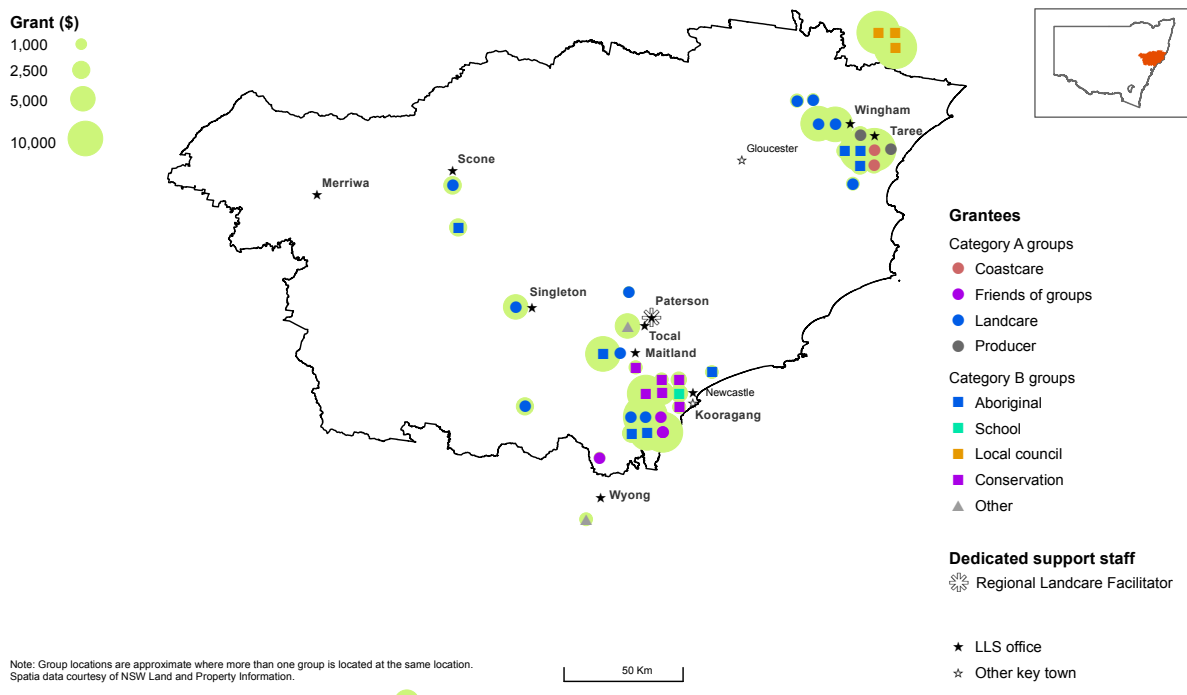 Grant ($)
1,000
2,500
5,000
10,000
Wingham
Taree
Gloucester
Scone
Merriwa
Singleton
Paterson
Tocal
Maitland
Newcastle
Kooragang
Wyong
Grantees
Category A groups
Coastcare
Friends of groups
Landcare
Producer
Category B groups
Aboriginal
School
Local council
Conservation
Other
Dedicated support staff
Regional Landcare Facilitator
LLS office
Other key town
Note: Group locations are approximate where more than one group is located at the same location.
Spatia data courtesy of NSW Land and Property Information.
50 Km